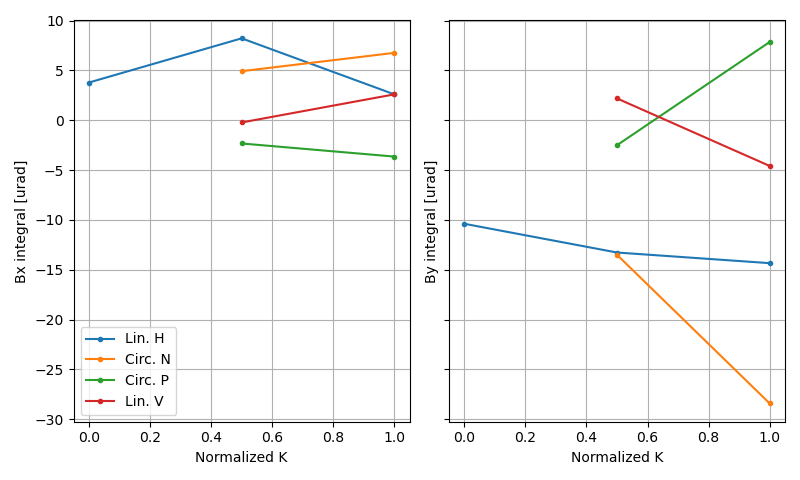 10
5
0
−5
−10
−15
−20
−25
−30
Bx integral [urad]
Lin. H
Circ. N
Circ. P
Lin. V
0.0 0.2 0.4 0.6 0.8 1.0
Normalized K
By integral [urad]
0.0 0.2 0.4 0.6 0.8 1.0
Normalized K